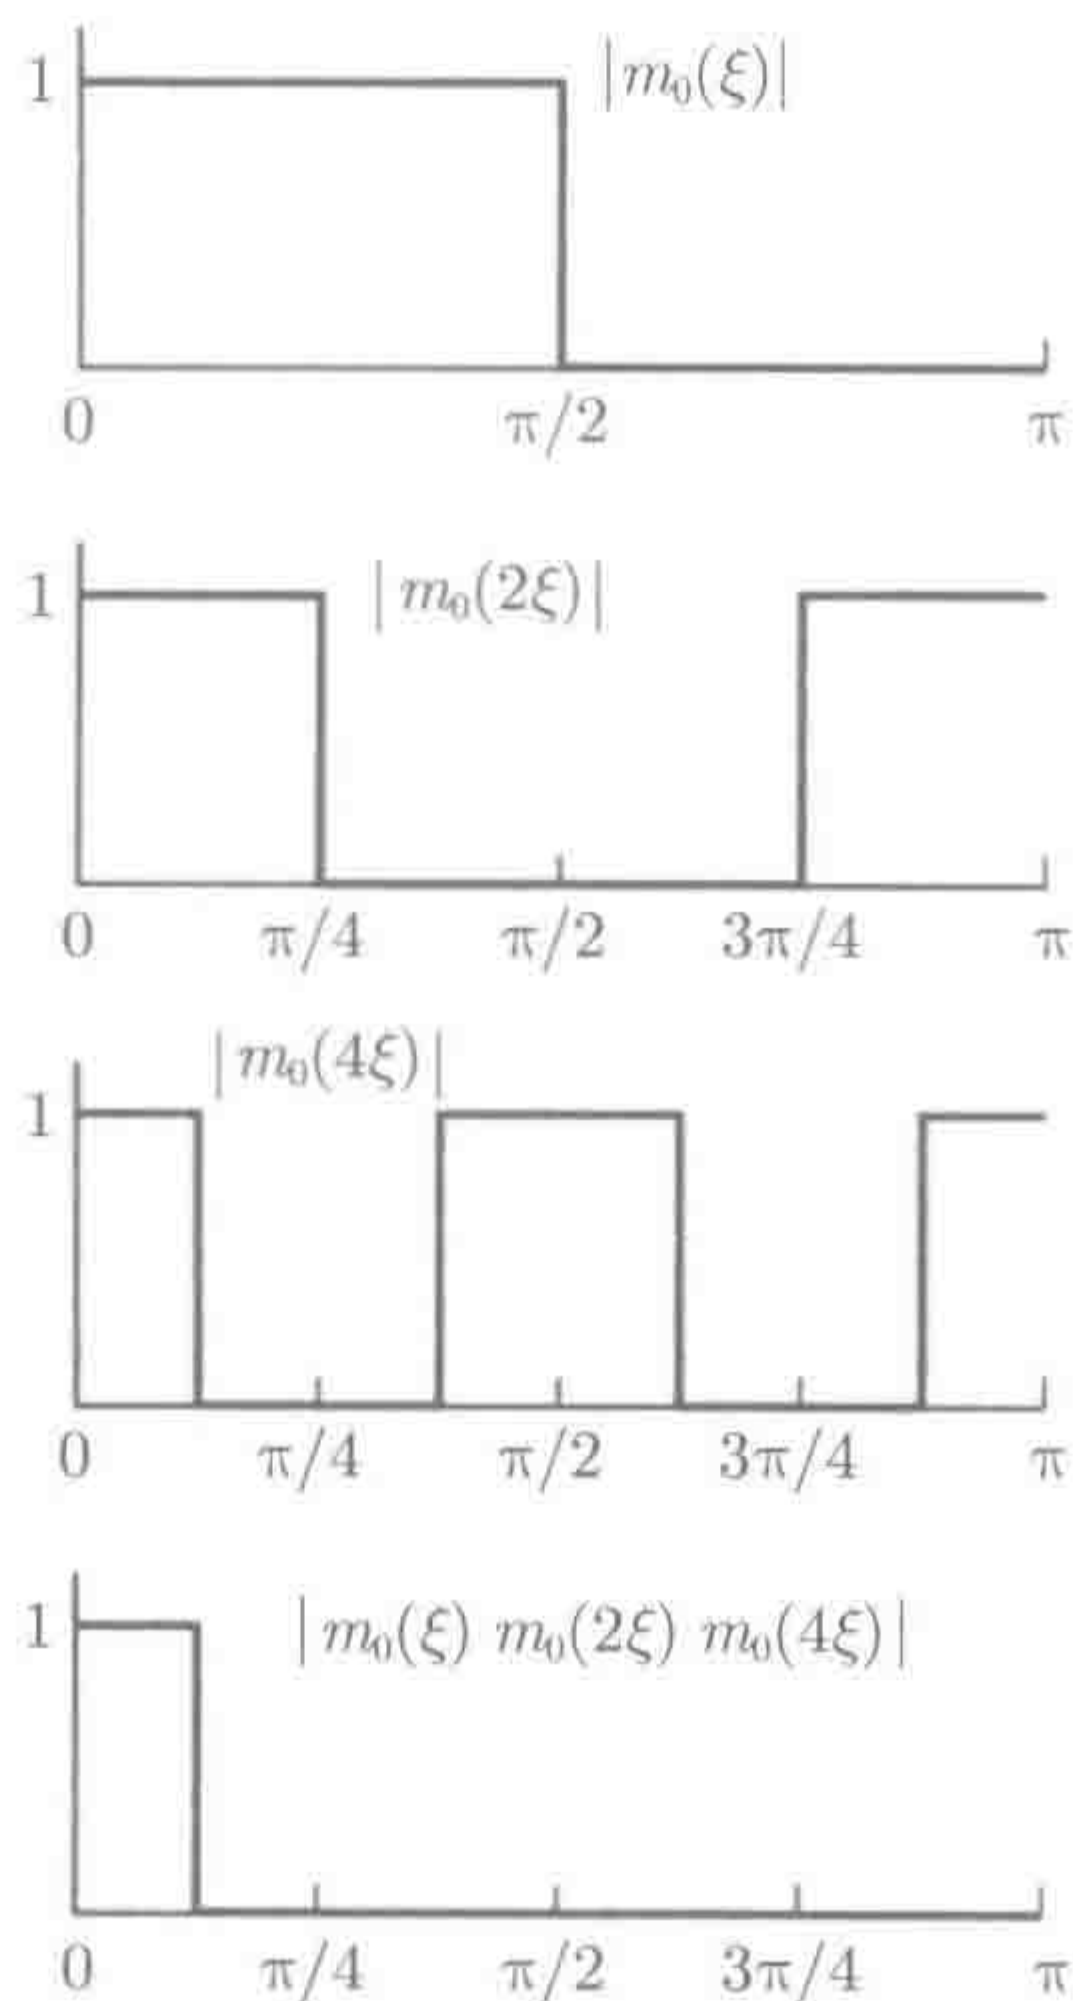 1 |m₀(ξ)|
0 π/2 π
1 |m₀(2ξ)|
0 π/4 π/2 3π/4 π
|m₀(4ξ)|
1
0 π/4 π/2 3π/4 π
1 |m₀(ξ) m₀(2ξ) m₀(4ξ)|
0 π/4 π/2 3π/4 π